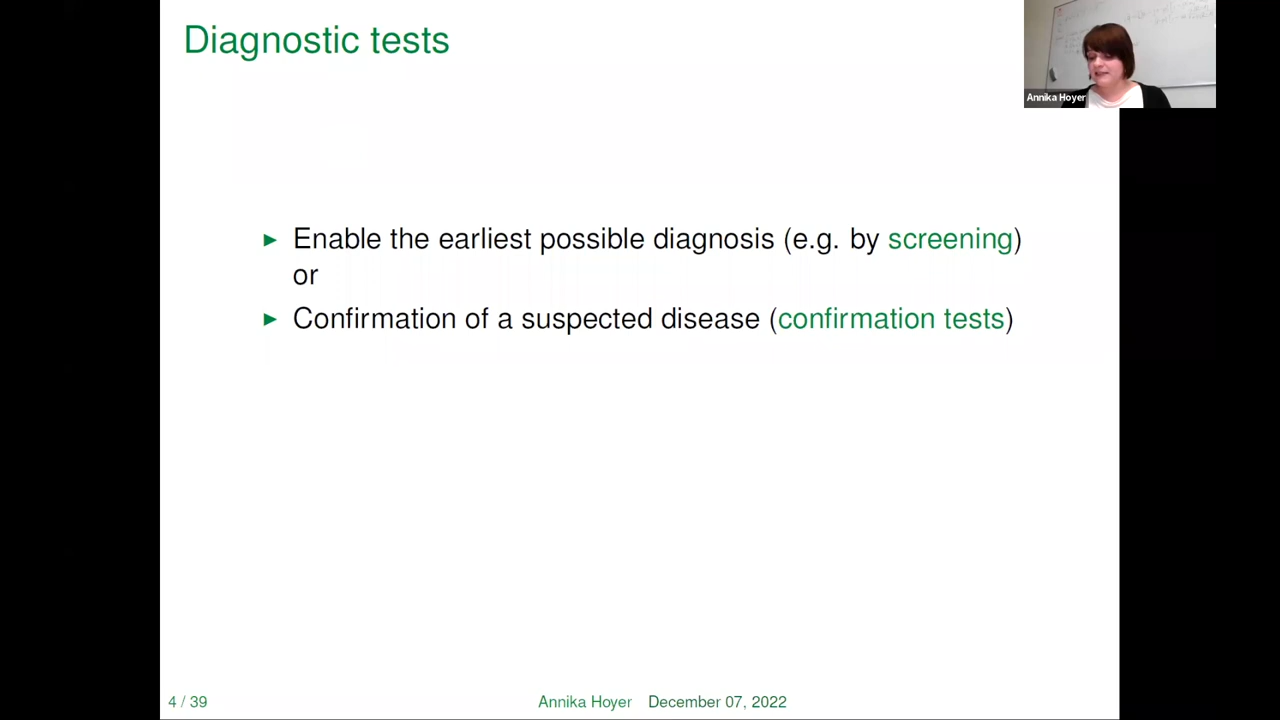 Diagnostic tests
Annika Hoyer
► Enable the earliest possible diagnosis (e.g. by screening)
or
► Confirmation of a suspected disease (confirmation tests)
4 / 39
Annika Hoyer December 07, 2022